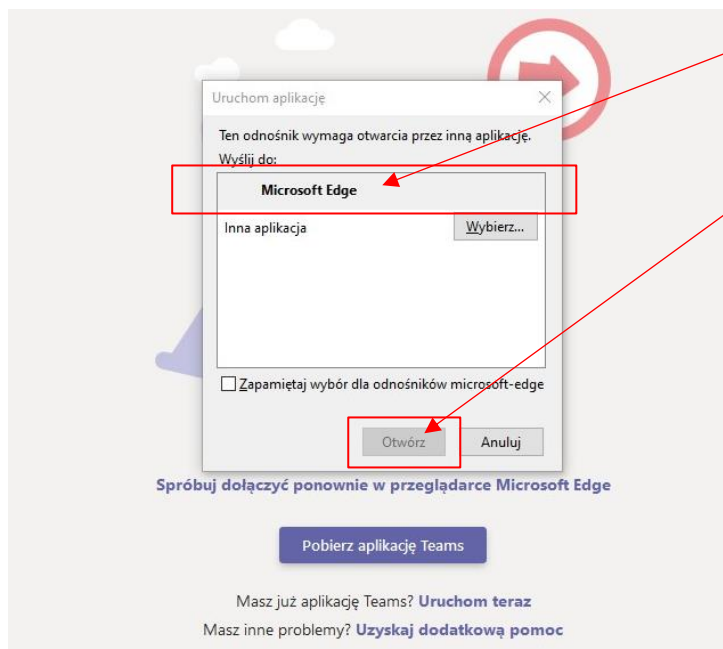 Uruchom aplikację
Ten odnośnik wymaga otwarcia przez inną aplikację.
Wyślij do:
Microsoft Edge
Inna aplikacja
Wybierz...
Zapamiętaj wybór dla odnośników microsoft-edge
Otwórz
Anuluj
Spróbuj dołączyć ponownie w przeglądarce Microsoft Edge
Pobierz aplikację Teams
Masz już aplikację Teams? Uruchom teraz
Masz inne problemy? Uzyskaj dodatkową pomoc